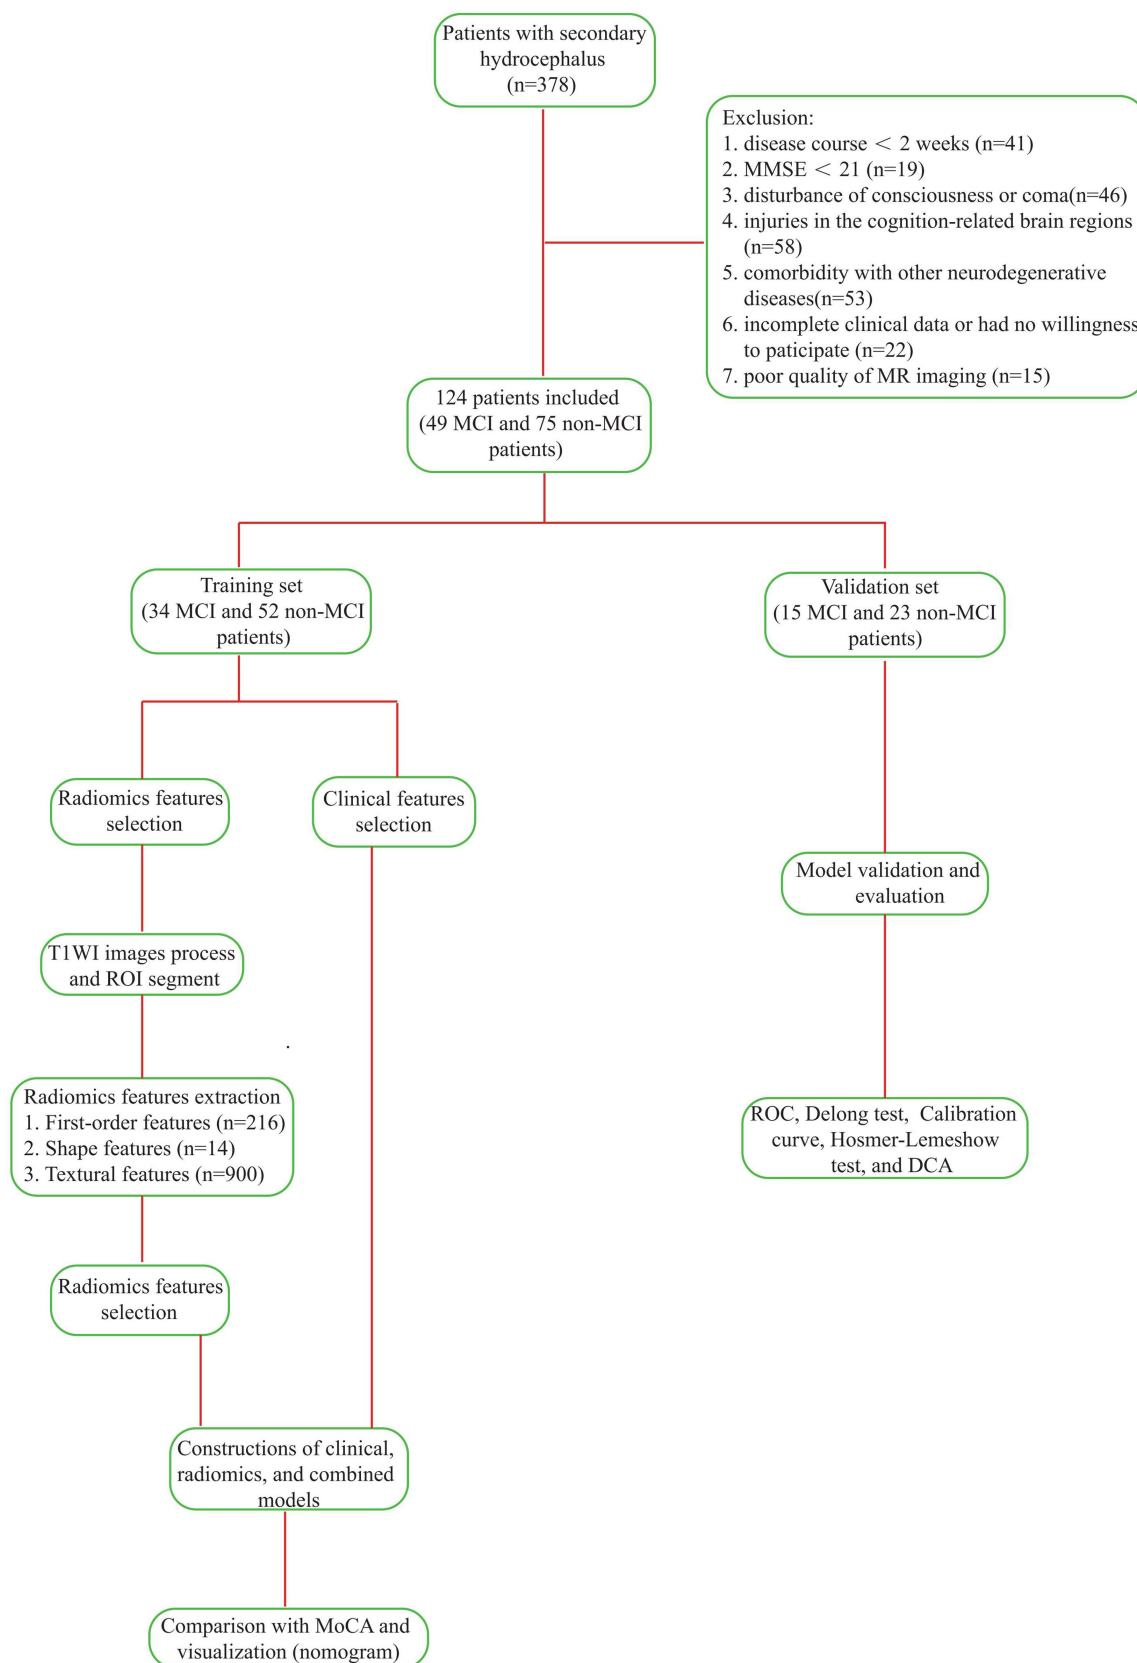 Patients with secondary
hydrocephalus
(n=378)
Exclusion:
1. disease course < 2 weeks (n=41)
2. MMSE < 21 (n=19)
3. disturbance of consciousness or coma(n=46)
4. injuries in the cognition-related brain regions
(n=58)
5. comorbidity with other neurodegenerative
diseases(n=53)
6. incomplete clinical data or had no willingness
to paticipate (n=22)
7. poor quality of MR imaging (n=15)
124 patients included
(49 MCI and 75 non-MCI
patients)
Training set
(34 MCI and 52 non-MCI
patients)
Validation set
(15 MCI and 23 non-MCI
patients)
Radiomics features
selection
Clinical features
selection
Model validation and
evaluation
T1WI images process
and ROI segment
Radiomics features extraction
1. First-order features (n=216)
2. Shape features (n=14)
3. Textural features (n=900)
ROC, Delong test, Calibration
curve, Hosmer-Lemeshow
test, and DCA
Radiomics features
selection
Constructions of clinical,
radiomics, and combined
models
Comparison with MoCA and
visualization (nomogram)